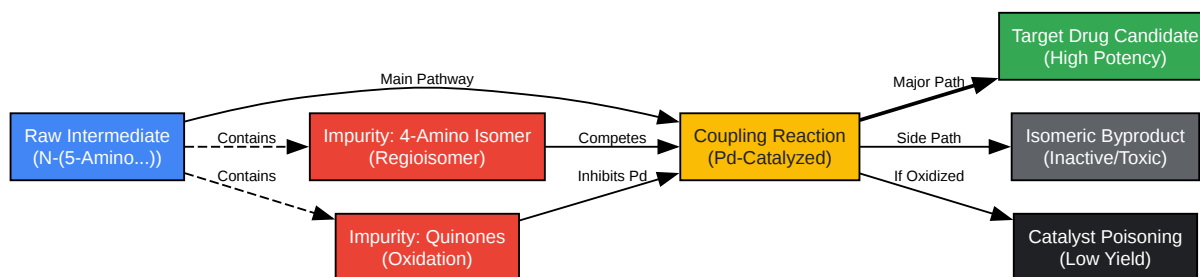 Raw Intermediate
(N-(5-Amino...))
Main Pathway
Contains
Contains
Impurity: 4-Amino Isomer
(Regioisomer)
Impurity: Quinones
(Oxidation)
Competes
Inhibits Pd
Coupling Reaction
(Pd-Catalyzed)
Major Path
Side Path
If Oxidized
Target Drug Candidate
(High Potency)
Isomeric Byproduct
(Inactive/Toxic)
Catalyst Poisoning
(Low Yield)